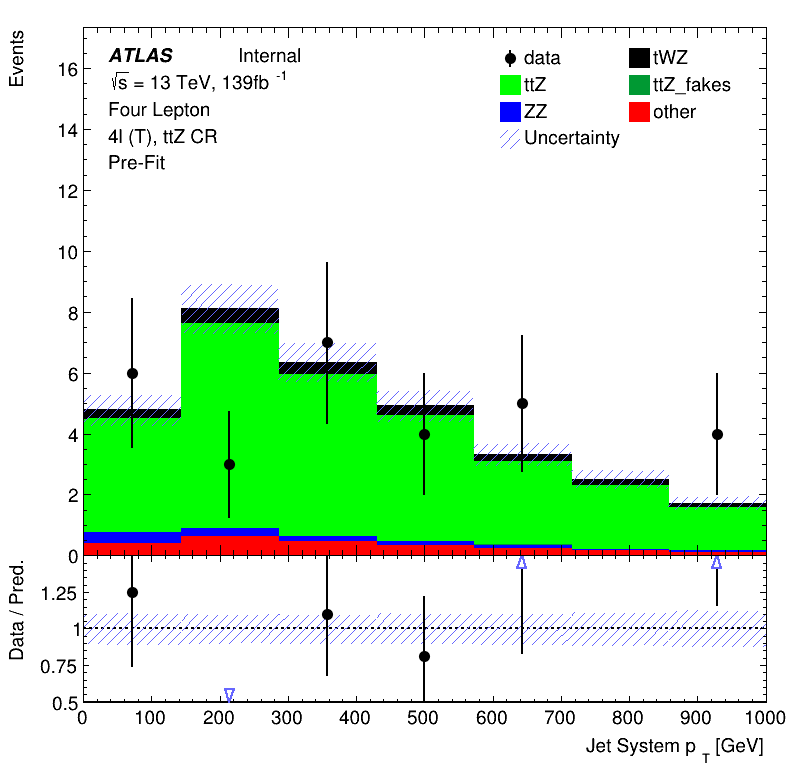 Events
ATLAS Internal
√s = 13 TeV, 139fb -1
Four Lepton
4l (T), ttZ CR
Pre-Fit
data
tWZ
ttZ
ttZ_fakes
ZZ
other
Uncertainty
16
14
12
10
8
6
4
2
0
Data / Pred.
1.25
1
0.75
0.5
0 100 200 300 400 500 600 700 800 900 1000
Jet System p T [GeV]